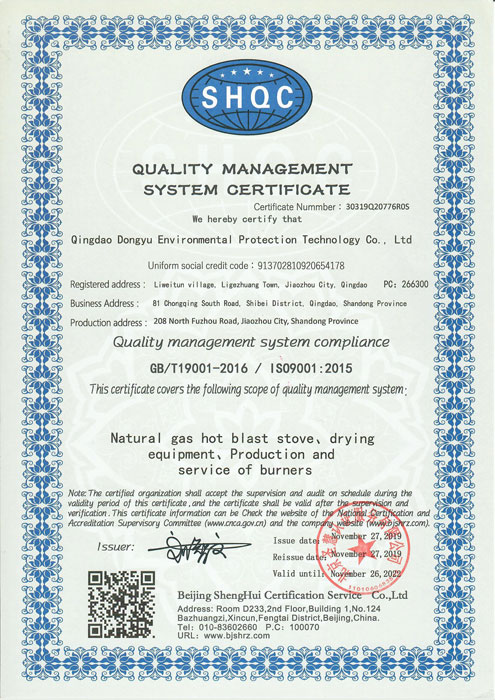 SHQC
QUALITY MANAGEMENT
SYSTEM CERTIFICATE
Certificate Nummber：30319Q20776R0S
We hereby certify that
Qingdao Dongyu Environmental Protection Technology Co., Ltd
Uniform social credit code：913702810920654178
Registered address： Liweitun village, Ligezhuang Town, Jiaozhou City, Qingdao PC: 266300
Business Address： 81 Chongqing South Road, Shibei District, Qingdao, Shandong Province
Production address： 208 North Fuzhou Road, Jiaozhou City, Shandong Province
Quality management system compliance
GB/T19001-2016 / ISO9001:2015
This certificate covers the following scope of quality management system:
Natural gas hot blast stove、drying
equipment、Production and
service of burners
Note: The certified organization shall accept the supervision and audit on schedule during the
validity period of this certificate, and the certificate shall be valid after the supervision and
verification. This certificate information can be Check the website of the National Certification and
Accreditation Supervisory Committee (www.cnca.gov.cn) and the company website (www.bjshrz.com).
Issuer:
Issue date: November 27, 2019
Reissue date: November 27, 2019
Valid until: November 26, 2022
Beijing ShengHui Certification Service Co.,Ltd
Address: Room D233,2nd Floor,Building 1,No.124
Bazhuangzi,Xincun,Fengtai District,Beijing,China.
Tel: 010-83602660 P.C: 100070
URL: www.bjshrz.com